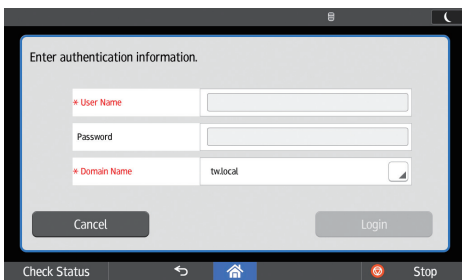 Enter authentication information.
* User Name
Password
* Domain Name tw.local
Cancel Login
Check Status Stop